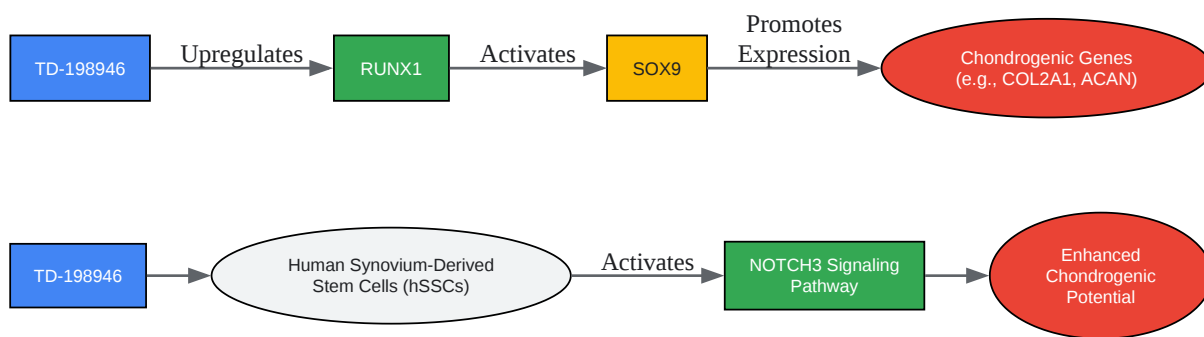 TD-198946
Upregulates
RUNX1
Activates
SOX9
Promotes
Expression
Chondrogenic Genes
(e.g., COL2A1, ACAN)
TD-198946
Human Synovium-Derived
Stem Cells (hSSCs)
Activates
NOTCH3 Signaling
Pathway
Enhanced
Chondrogenic
Potential